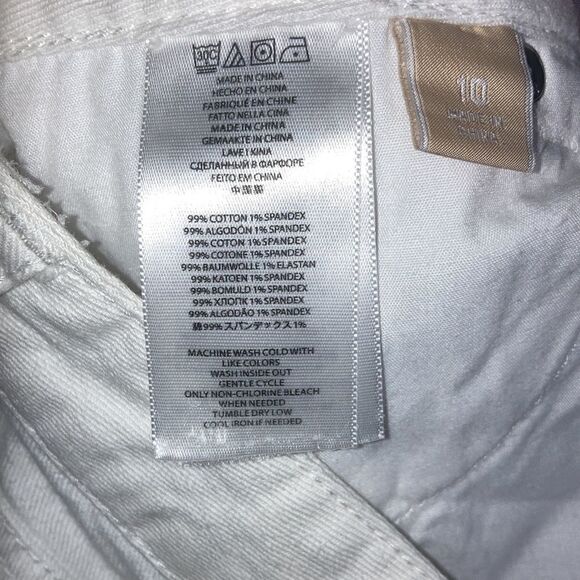 30C
MADE IN CHINA
HECHO EN CHINA
FABRIQUÉ EN CHINE
FATTO NELLA CINA
MADE IN CHINA
GEMAAKTE IN CHINA
LAVET KINA
СДЕЛАННЫЙ В ФАРФОРЕ
FEITO EM CHINA
中国製
99% COTTON 1% SPANDEX
99% ALGODÓN 1% SPANDEX
99% COTON 1% SPANDEX
99% COTONE 1% SPANDEX
99% BAUMWOLLE 1% ELASTAN
99% KATOEN 1% SPANDEX
99% BOMULD 1% SPANDEX
99% ХЛОПК 1% SPANDEX
99% ALGODÃO 1% SPANDEX
綿99% スパンデックス1%
MACHINE WASH COLD WITH
LIKE COLORS
WASH INSIDE OUT
GENTLE CYCLE
ONLY NON-CHLORINE BLEACH
WHEN NEEDED
TUMBLE DRY LOW
COOL IRON IF NEEDED
10
MADE IN
CHINA